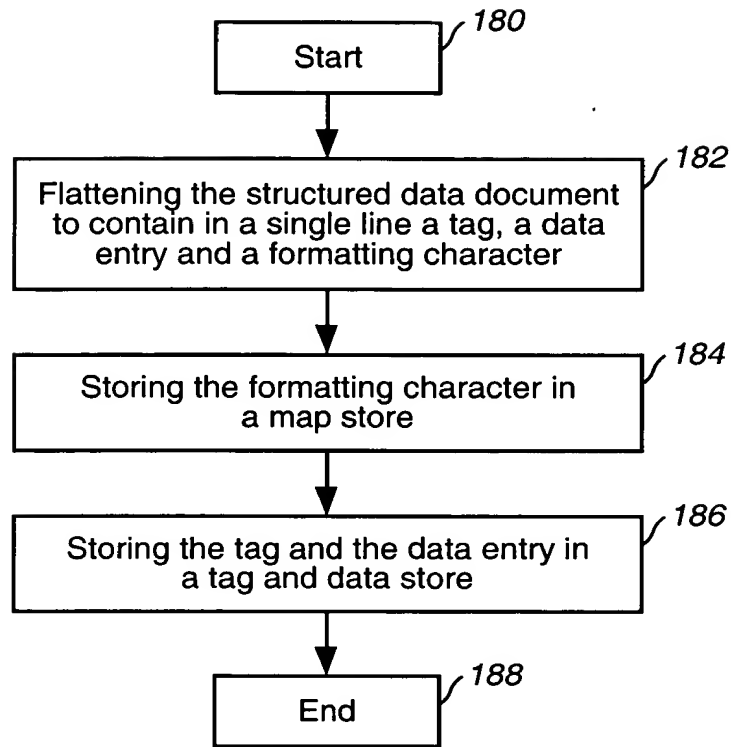 180
Start
182
Flattening the structured data document
to contain in a single line a tag, a data
entry and a formatting character
184
Storing the formatting character in
a map store
186
Storing the tag and the data entry in
a tag and data store
188
End